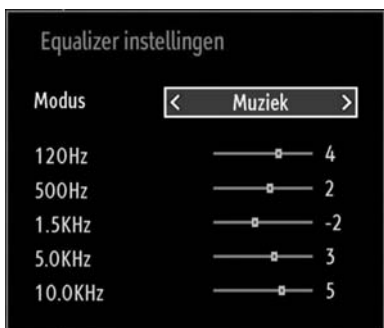 Equalizer instellingen
Modus < Muziek >
120Hz 4
500Hz 2
1.5KHz -2
5.0KHz 3
10.0KHz 5